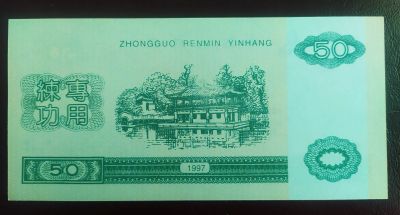 ZHONGGUO RENMIN YINHANG
50
專用
練功
50
1997